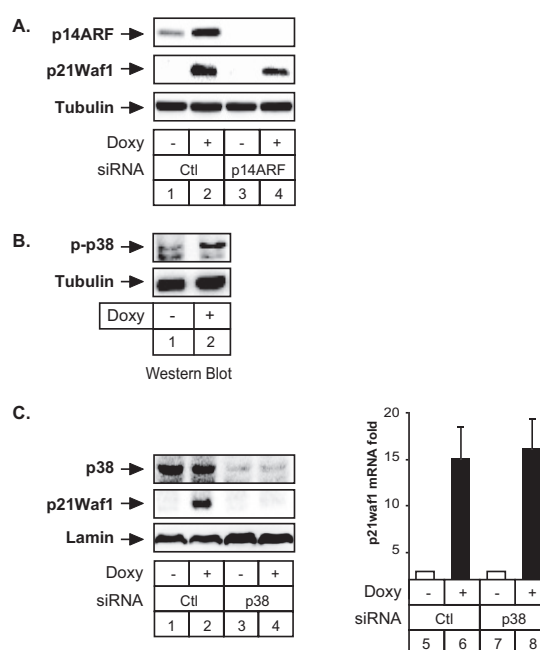 A.
p14ARF
p21Waf1
Tubulin
Doxy - + - +
siRNA Ctl p14ARF
1 2 3 4
B.
p-p38
Tubulin
Doxy - +
1 2
Western Blot
C.
p38
p21Waf1
Lamin
Doxy - + - +
siRNA Ctl p38
1 2 3 4
p21waf1 mRNA fold
20
15
10
5
Doxy - + - +
siRNA Ctl p38
5 6 7 8